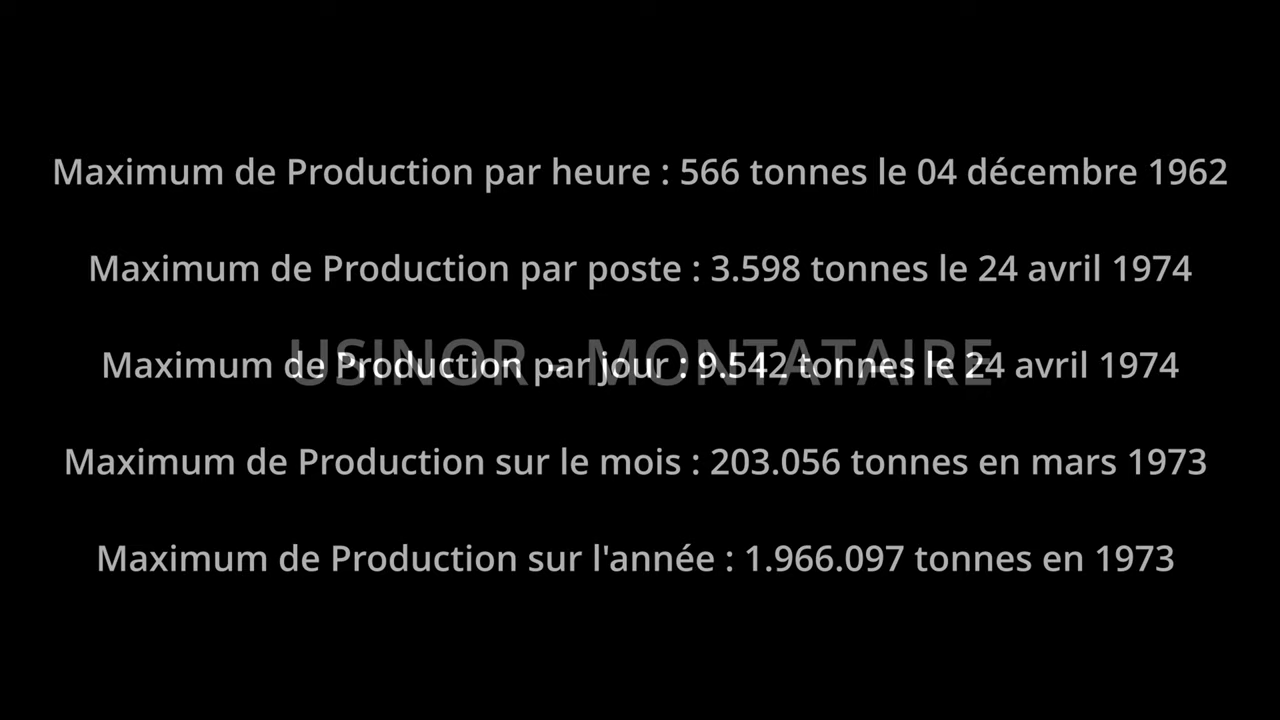 Maximum de Production par heure : 566 tonnes le 04 décembre 1962
Maximum de Production par poste : 3.598 tonnes le 24 avril 1974
Maximum de Production par jour : 9.542 tonnes le 24 avril 1974
USINOR - MONTATAIRE
Maximum de Production sur le mois : 203.056 tonnes en mars 1973
Maximum de Production sur l'année : 1.966.097 tonnes en 1973